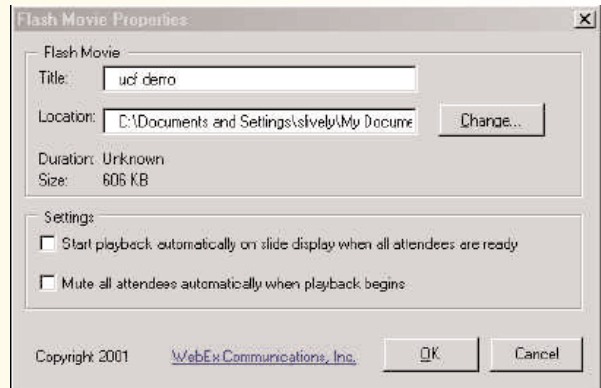 Flash Movie Properties
Flash Movie
Title: ucf demo
Location: C:\Documents and Settings\slively\My Docume Change...
Duration: Unknown
Size: 606 KB
Settings
Start playback automatically on slide display when all attendees are ready
Mute all attendees automatically when playback begins
Copyright 2001 WebEx Communications, Inc. OK Cancel